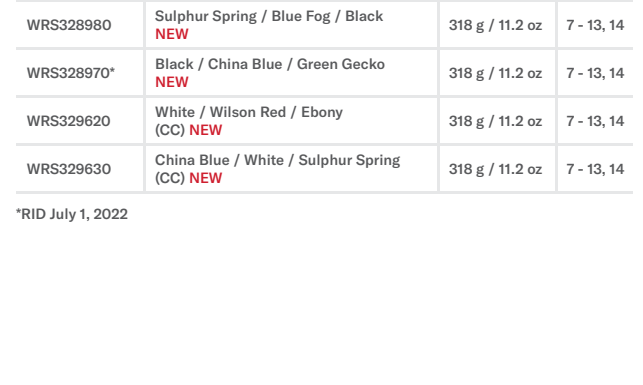 WRS328980 Sulphur Spring / Blue Fog / Black 318 g / 11.2 oz 7 - 13, 14
NEW
WRS328970* Black / China Blue / Green Gecko 318 g / 11.2 oz 7 - 13, 14
NEW
WRS329620 White / Wilson Red / Ebony 318 g / 11.2 oz 7 - 13, 14
(CC) NEW
WRS329630 China Blue / White / Sulphur Spring 318 g / 11.2 oz 7 - 13, 14
(CC) NEW
*RID July 1, 2022